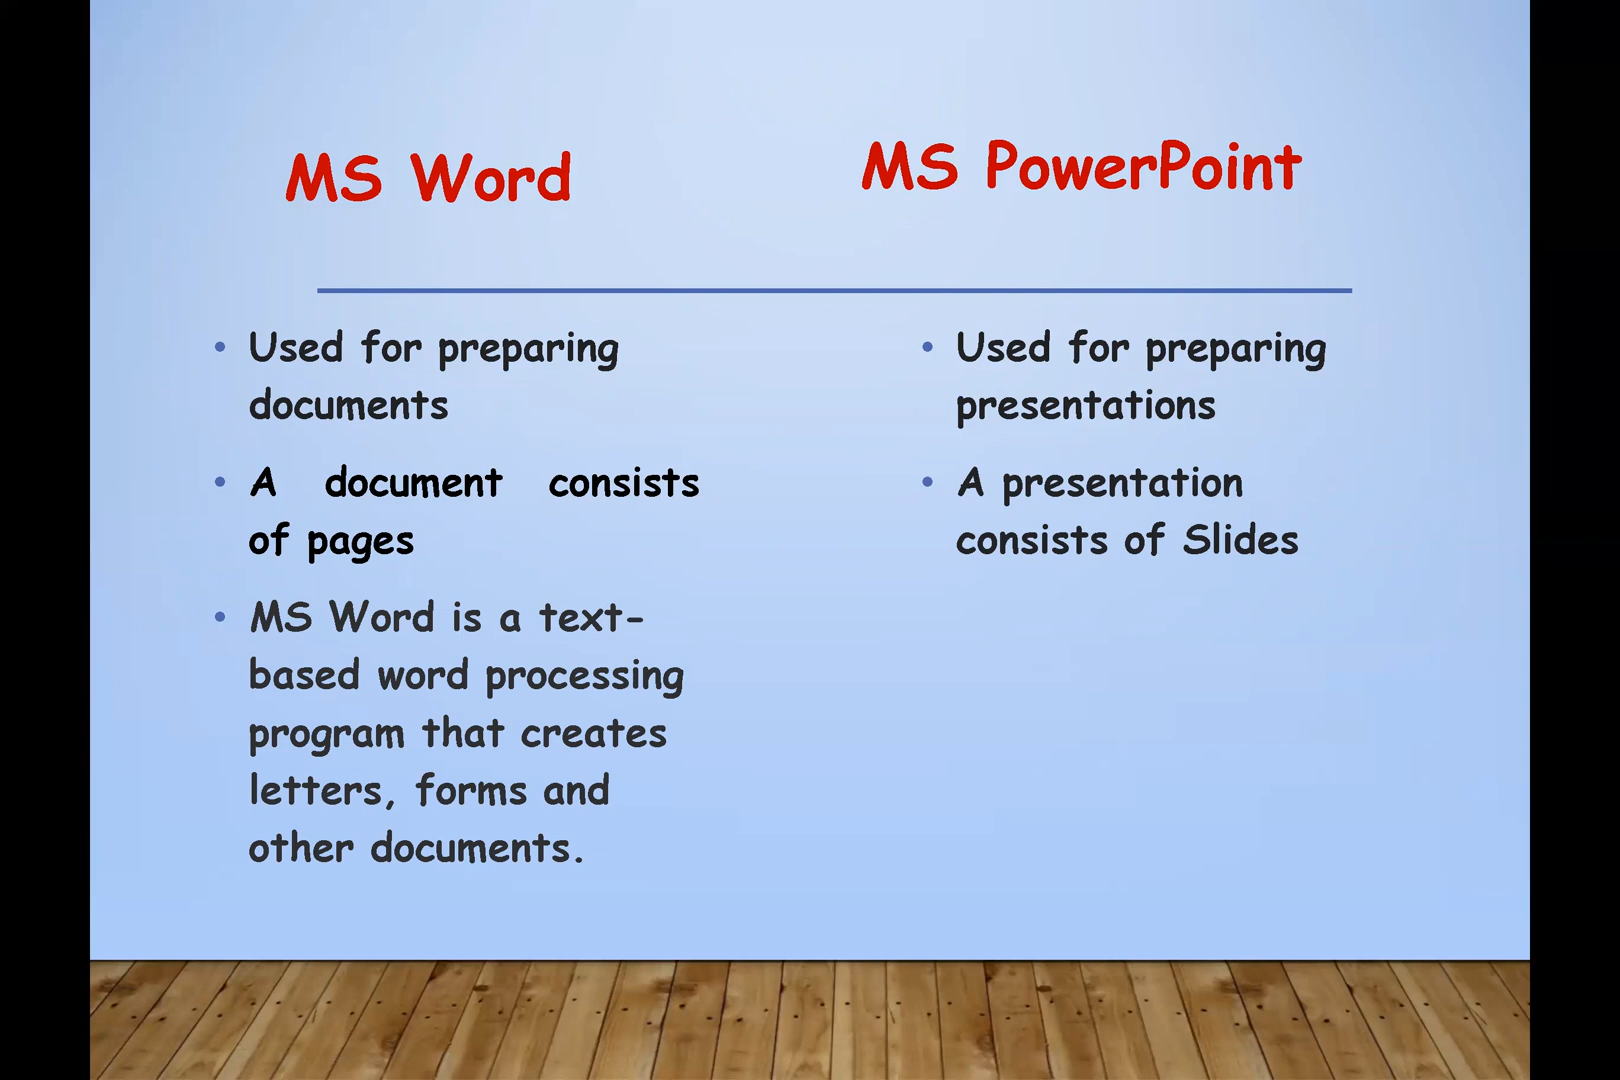 MS Word
MS PowerPoint
• Used for preparing
documents
• A document consists
of pages
• MS Word is a text-
based word processing
program that creates
letters, forms and
other documents.
• Used for preparing
presentations
• A presentation
consists of Slides